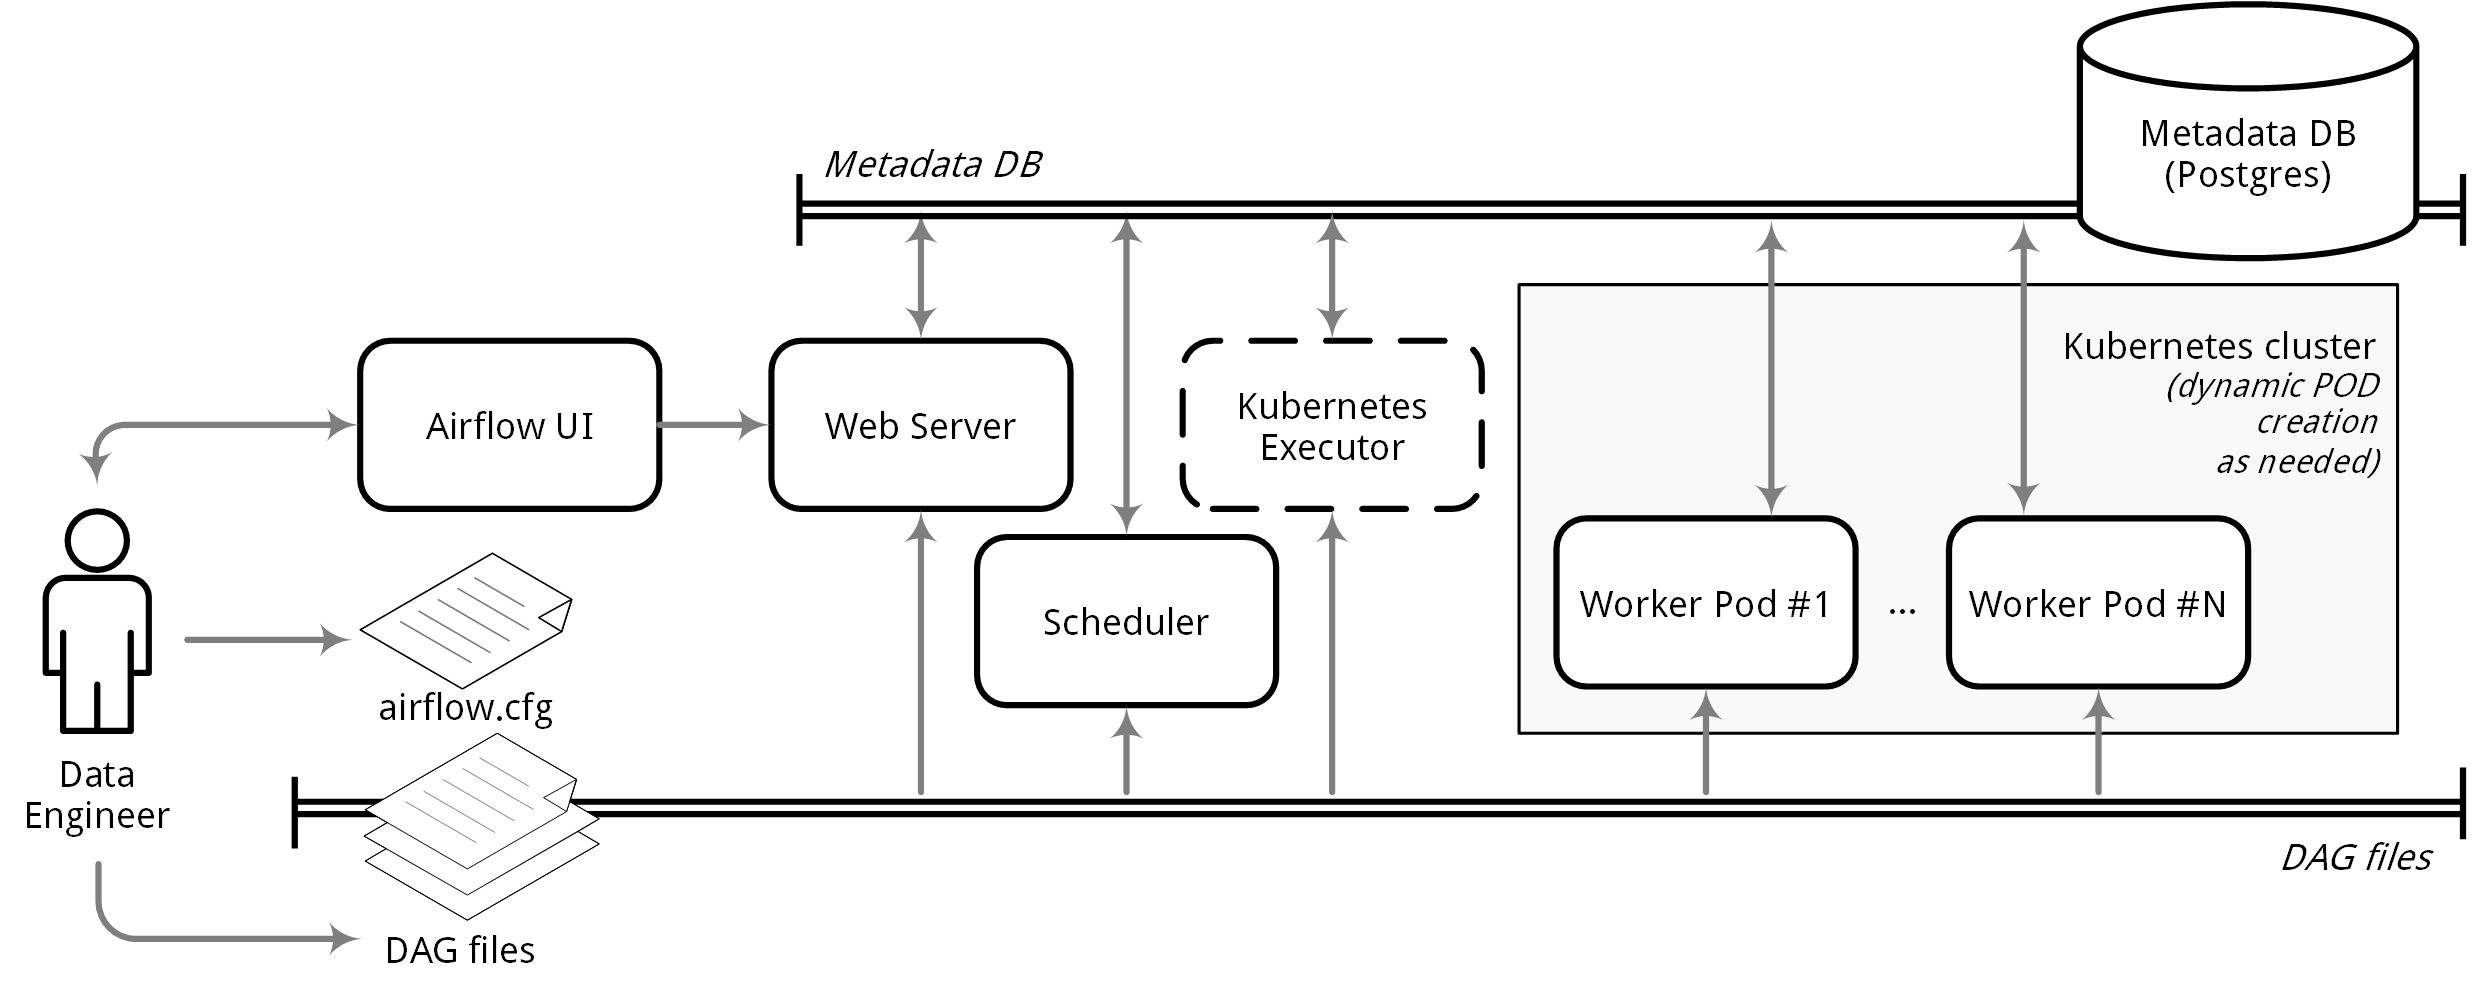 Metadata DB
(Postgres)
Metadata DB
Kubernetes cluster
(dynamic POD
creation
as needed)
Airflow UI
Web Server
Kubernetes
Executor
Scheduler
Worker Pod #1
...
Worker Pod #N
airflow.cfg
Data
Engineer
DAG files
DAG files